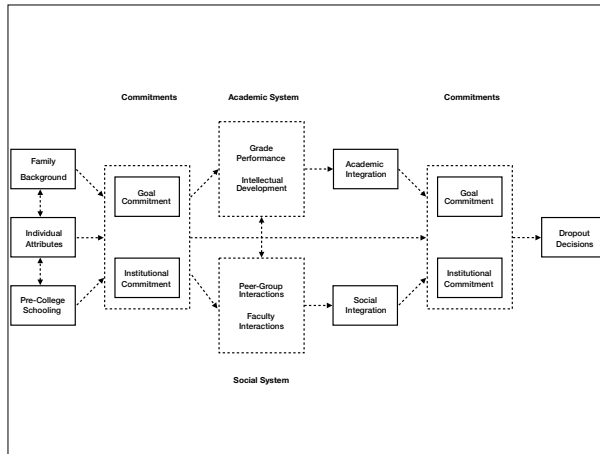 Commitments
Academic System
Commitments
Family
Background
Individual
Attributes
Pre-College
Schooling
Goal
Commitment
Institutional
Commitment
Grade
Performance
Intellectual
Development
Peer-Group
Interactions
Faculty
Interactions
Social System
Academic
Integration
Social
Integration
Goal
Commitment
Institutional
Commitment
Dropout
Decisions